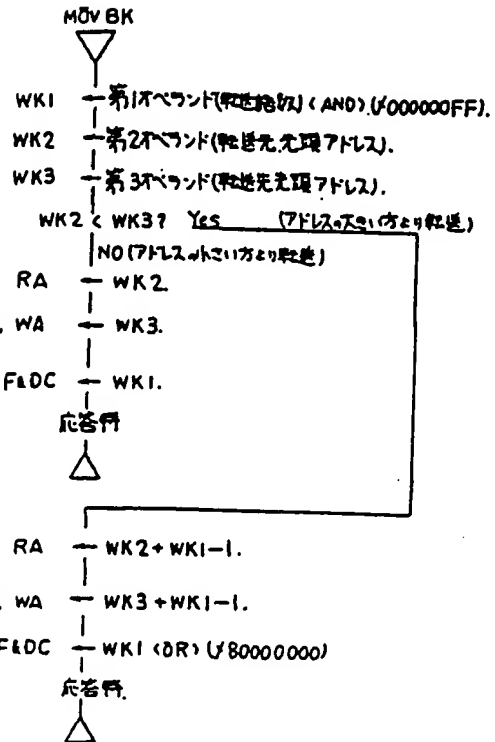 MŌV BK
WK1 ← 第1オペランド(転送語数)〈AND〉(/000000FF).
WK2 ← 第2オペランド(転送元先頭アドレス).
WK3 ← 第3オペランド(転送先先頭アドレス).
WK2 < WK3? Yes (アドレスの大きい方より転送)
NO (アドレスの小さい方より転送)
RA ← WK2.
WA ← WK3.
F&DC ← WK1.
応答待
RA ← WK2+WK1-1.
WA ← WK3+WK1-1.
F&DC ← WK1〈ŌR〉(/80000000)
応答待.